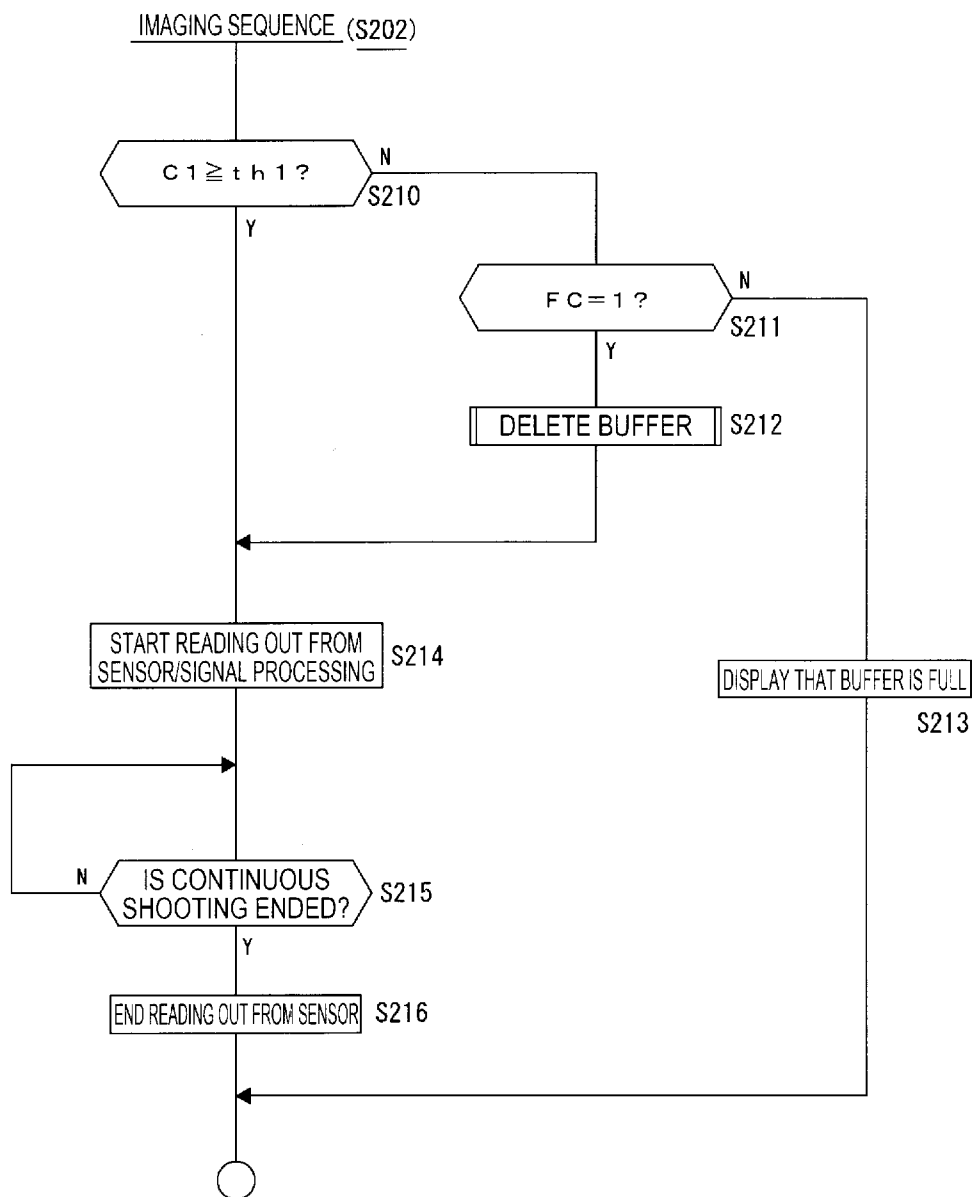 IMAGING SEQUENCE (S202)
C1≧th1?
N
S210
Y
FC=1?
N
S211
Y
DELETE BUFFER
S212
START READING OUT FROM
SENSOR/SIGNAL PROCESSING
S214
DISPLAY THAT BUFFER IS FULL
S213
N
IS CONTINUOUS
SHOOTING ENDED?
S215
Y
END READING OUT FROM SENSOR
S216